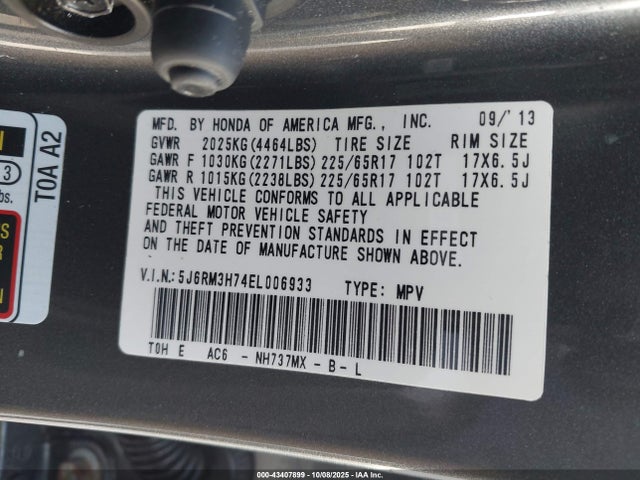 MFD. BY HONDA OF AMERICA MFG., INC. 09/'13
GVWR 2025KG(4464LBS) TIRE SIZE RIM SIZE
GAWR F 1030KG(2271LBS) 225/65R17 102T 17X6.5J
GAWR R 1015KG(2238LBS) 225/65R17 102T 17X6.5J
THIS VEHICLE CONFORMS TO ALL APPLICABLE
FEDERAL MOTOR VEHICLE SAFETY
AND THEFT PREVENTION STANDARDS IN EFFECT
ON THE DATE OF MANUFACTURE SHOWN ABOVE.
V.I.N.: 5J6RM3H74EL006933 TYPE: MPV
T0H E AC6 - NH737MX - B - L
T0A A2
3
bs.
000-43407899 - 10/08/2025 - IAA, Inc.